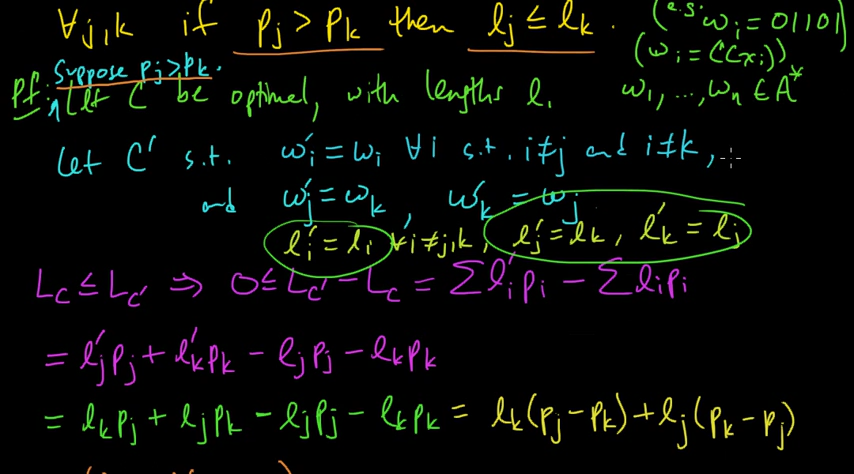 ∀j,k if pj > pk then lj ≤ lk.
(e.g. wi = 01101)
(wi = C(xi))
Suppose pj > pk.
Pf: Let C be optimal, with lengths l. w1, ..., wn ∈ A*
Let C' s.t. w'i = wi ∀i s.t. i≠j and i≠k,
and w'j = wk, w'k = wj
l'i = li ∀i≠j,k, l'j = lk, l'k = lj
LC ≤ LC' ⇒ 0 ≤ LC' - LC = Σ l'i pi - Σ li pi
= l'j pj + l'k pk - lj pj - lk pk
= lk pj + lj pk - lj pj - lk pk = lk(pj - pk) + lj(pk - pj)